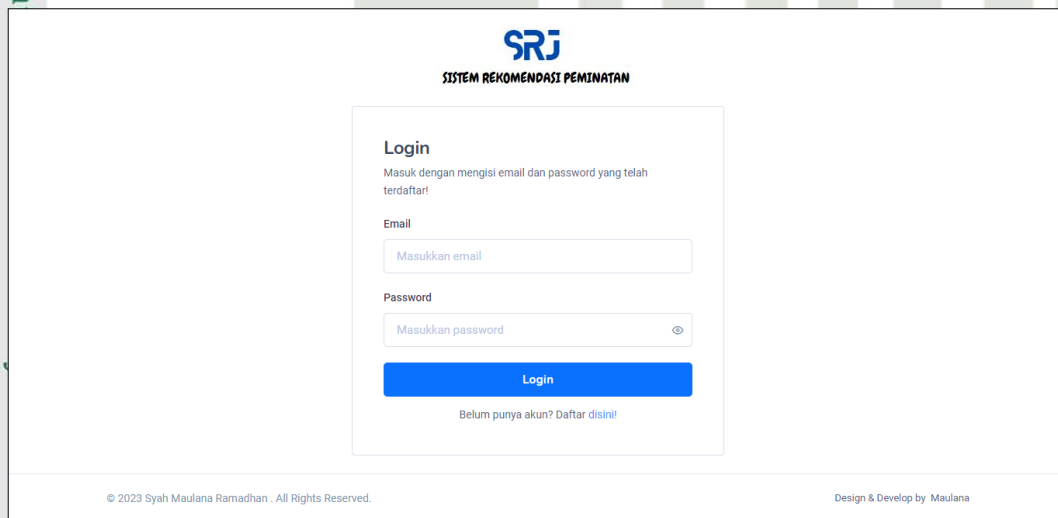 SRJ
SISTEM REKOMENDASI PEMINATAN
Login
Masuk dengan mengisi email dan password yang telah
terdaftar!
Email
Masukkan email
Password
Masukkan password
Login
Belum punya akun? Daftar disini!
© 2023 Syah Maulana Ramadhan . All Rights Reserved.
Design & Develop by Maulana